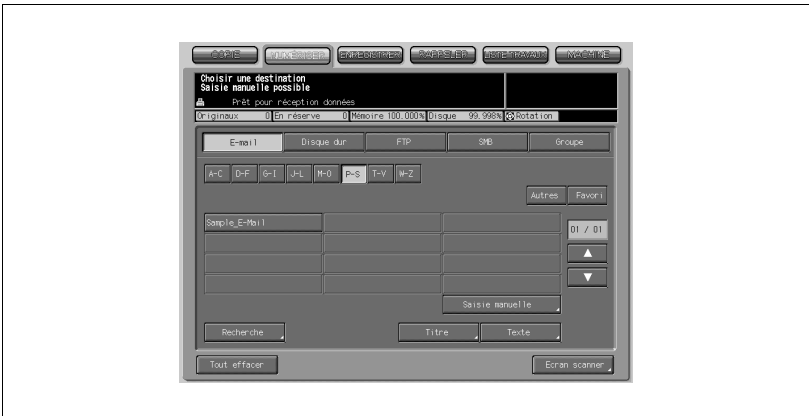 COPIE NUMÉRISER ENREGISTRER RAPPELER LISTE TRAVAUX MACHINE
Choisir une destination
Saisie manuelle possible
Prêt pour réception données
Originaux 0 En réserve 0 Mémoire 100.000% Disque 99.998% Rotation
E-mail Disque dur FTP SMB Groupe
A-C D-F G-I J-L M-O P-S T-V W-Z
Autres Favori
Sample_E-Mail
01 / 01
Saisie manuelle
Recherche Titre Texte
Tout effacer Ecran scanner